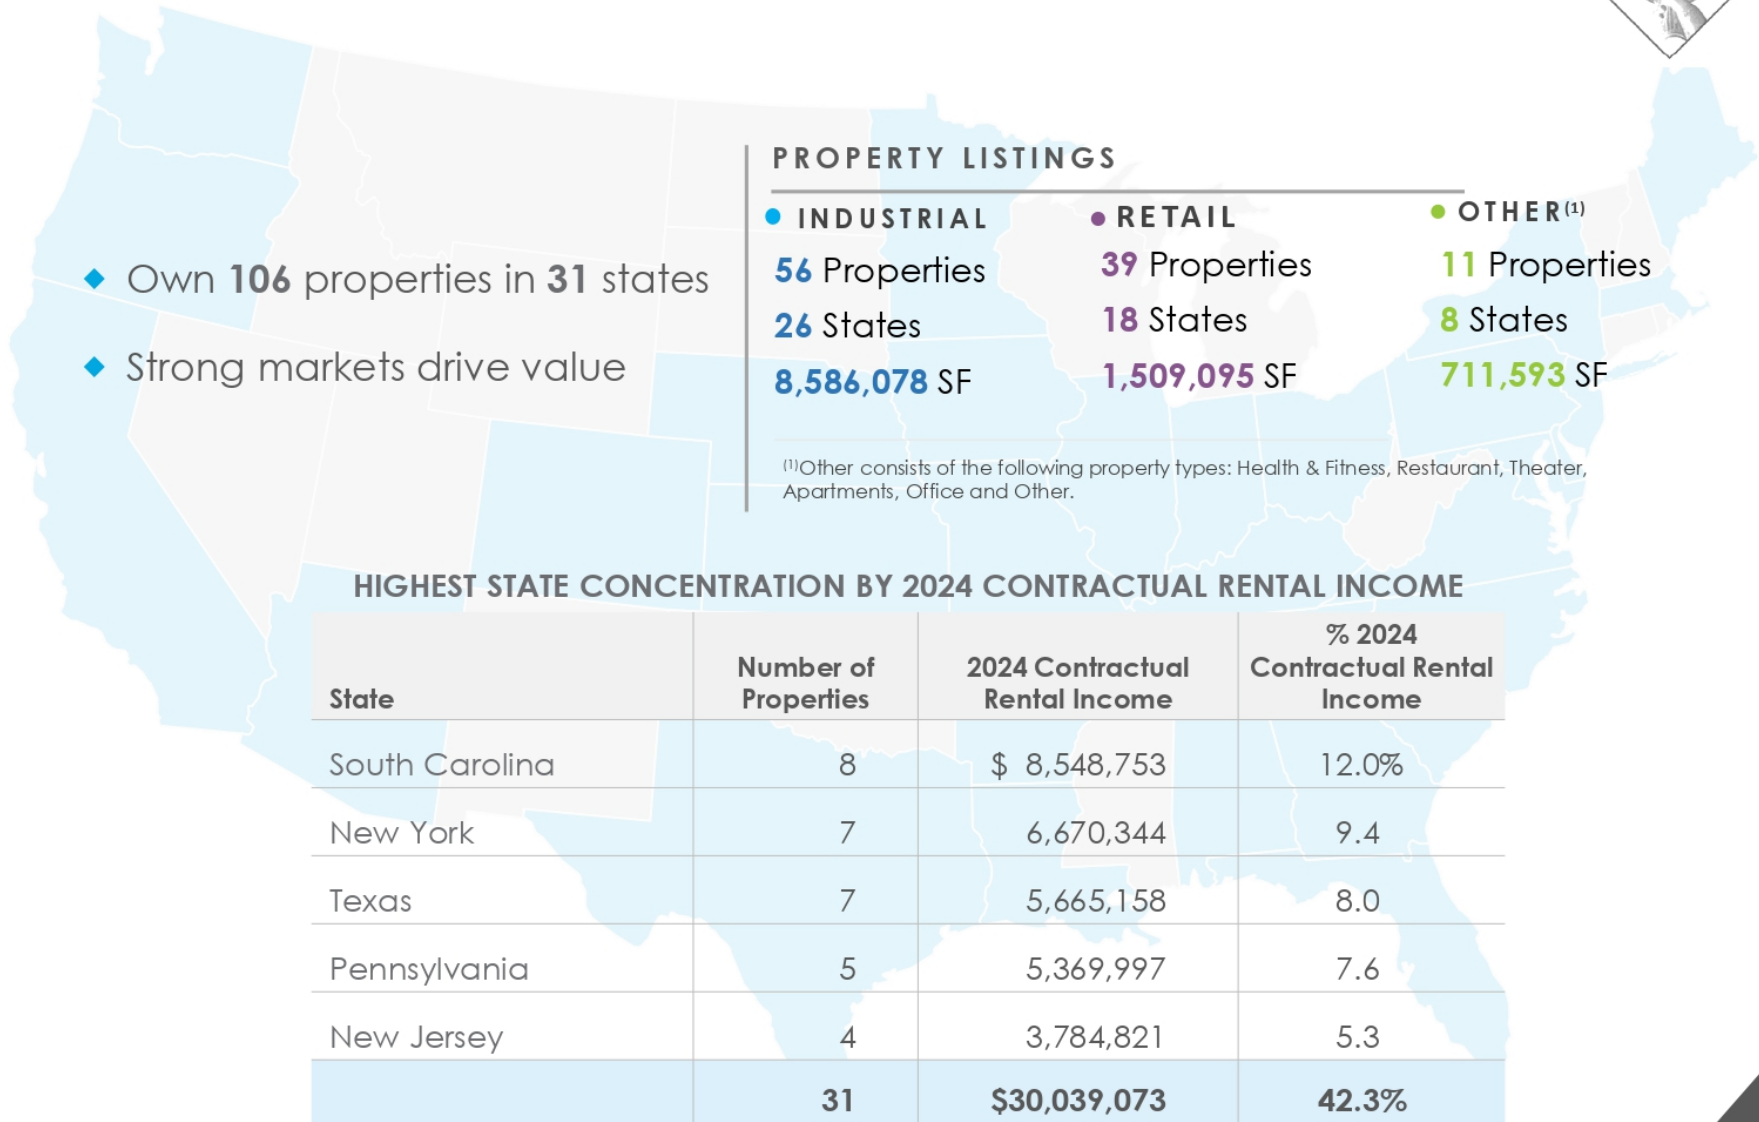 ◆ Own 106 properties in 31 states
◆ Strong markets drive value
PROPERTY LISTINGS
● INDUSTRIAL
56 Properties
26 States
8,586,078 SF
● RETAIL
39 Properties
18 States
1,509,095 SF
● OTHER(1)
11 Properties
8 States
711,593 SF
(1)Other consists of the following property types: Health & Fitness, Restaurant, Theater,
Apartments, Office and Other.
HIGHEST STATE CONCENTRATION BY 2024 CONTRACTUAL RENTAL INCOME
State
Number of
Properties
2024 Contractual
Rental Income
% 2024
Contractual Rental
Income
South Carolina 8 $ 8,548,753 12.0%
New York 7 6,670,344 9.4
Texas 7 5,665,158 8.0
Pennsylvania 5 5,369,997 7.6
New Jersey 4 3,784,821 5.3
31 $30,039,073 42.3%